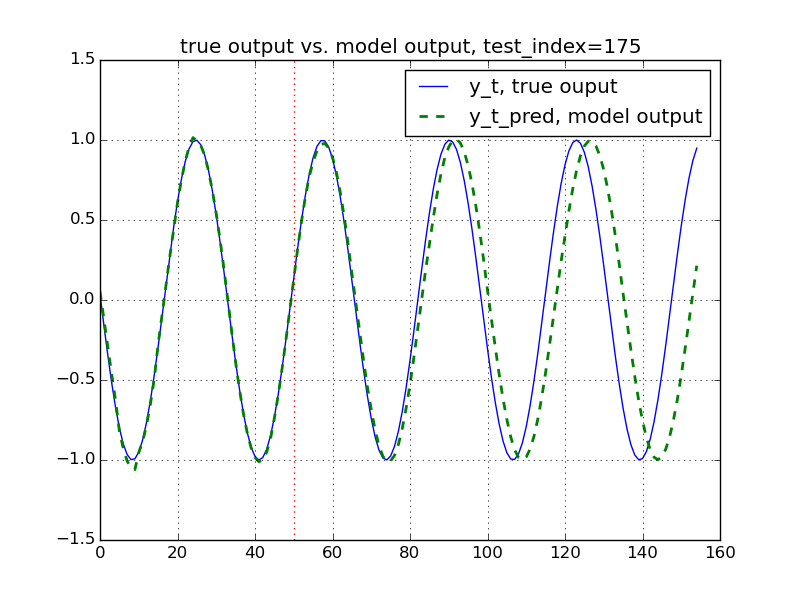 true output vs. model output, test_index=175
y_t, true ouput
y_t_pred, model output
1.5
1.0
0.5
0.0
−0.5
−1.0
−1.5
0 20 40 60 80 100 120 140 160